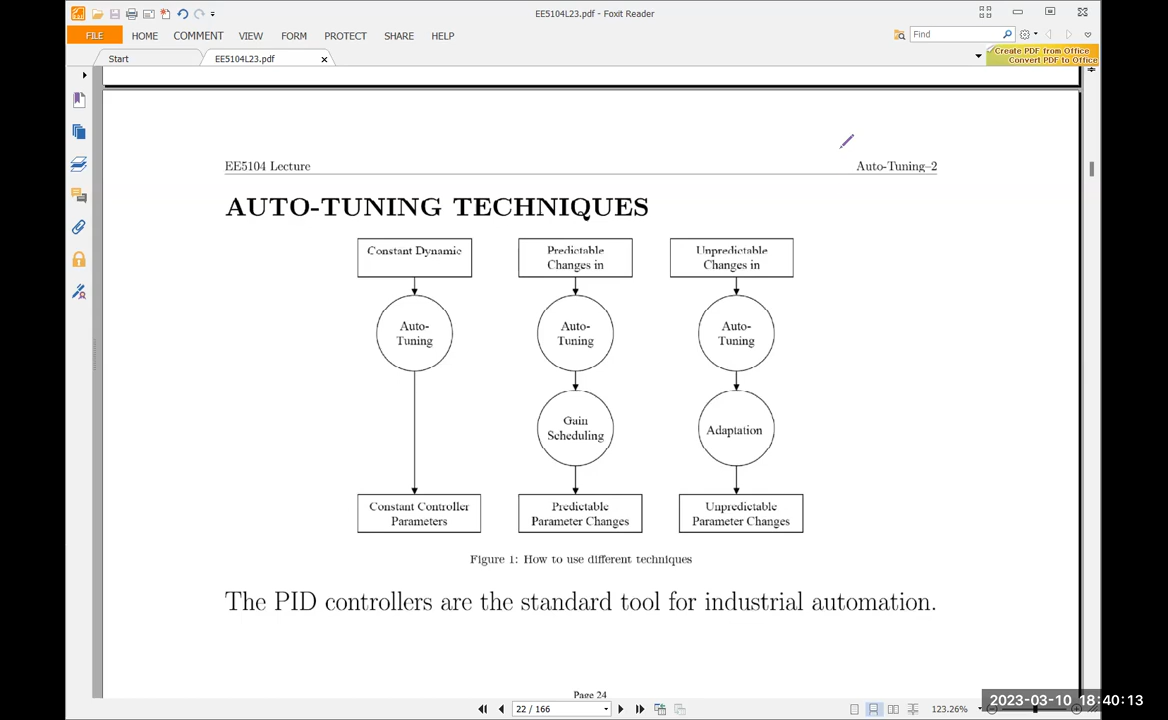 EE5104L23.pdf - Foxit Reader
FILE HOME COMMENT VIEW FORM PROTECT SHARE HELP
Find
Start EE5104L23.pdf
Create PDF from Office
Convert PDF to Office
EE5104 Lecture Auto-Tuning–2
AUTO-TUNING TECHNIQUES
Constant Dynamic
Predictable
Changes in
Unpredictable
Changes in
Auto-
Tuning
Auto-
Tuning
Auto-
Tuning
Gain
Scheduling
Adaptation
Constant Controller
Parameters
Predictable
Parameter Changes
Unpredictable
Parameter Changes
Figure 1: How to use different techniques
The PID controllers are the standard tool for industrial automation.
Page 24
22 / 166
123.26%
2023-03-10 18:40:13